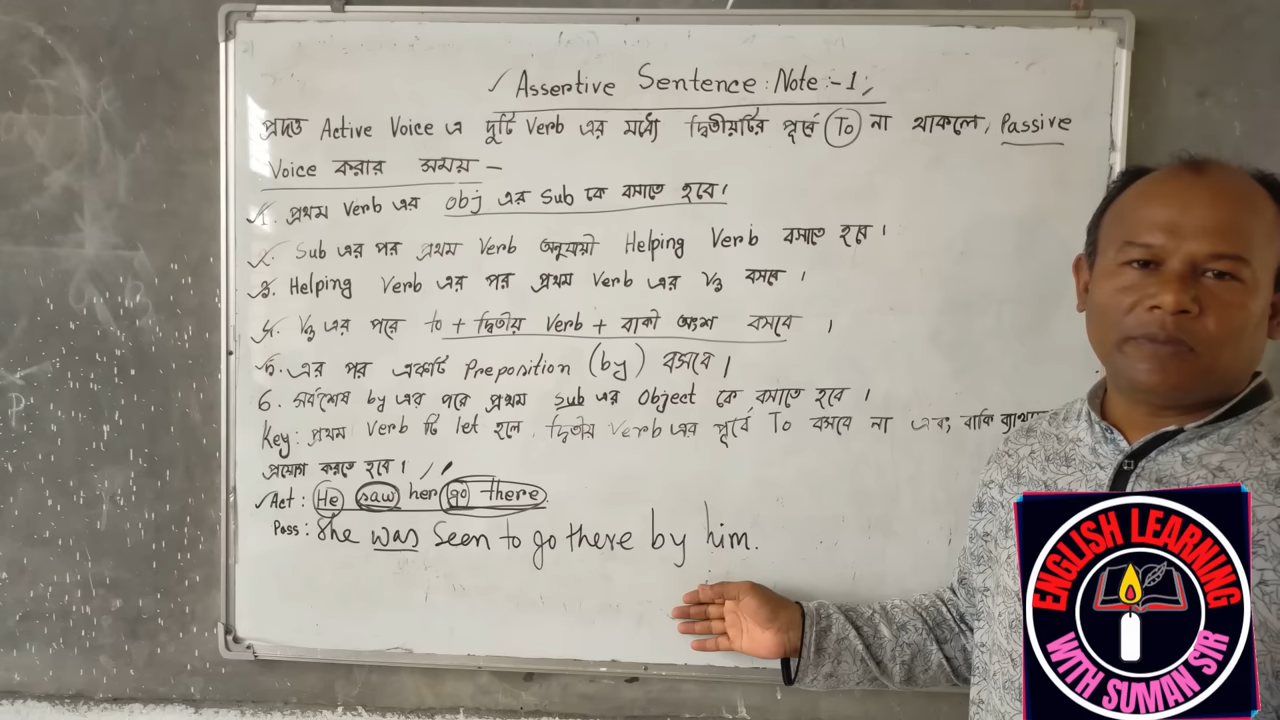 Assertive Sentence: Note:-1;
প্রদত্ত Active Voice এ দুটি Verb এর মধ্যে দ্বিতীয়টির পূর্বে To না থাকলে, Passive
Voice করার সময় -
১. প্রথম Verb এর obj এর Sub কে বসাতে হবে।
২. Sub এর পর প্রথম Verb অনুযায়ী Helping Verb বসাতে হবে।
৩. Helping Verb এর পর প্রথম Verb এর V3 বসবে।
৪. V3 এর পরে to + দ্বিতীয় Verb + বাকী অংশ বসবে।
৫. এর পর একটি Preposition (by) বসবে।
6. সর্বশেষ by এর পরে প্রথম Sub এর Object কে বসাতে হবে।
Key: প্রথম Verb টি let হলে দ্বিতীয় Verb এর পূর্বে To বসবে না এবং বাকি
প্রয়োগ করতে হবে।
Act: He saw her go there.
Pass: She was Seen to go there by him.
ENGLISH LEARNING
WITH SUMAN SIR